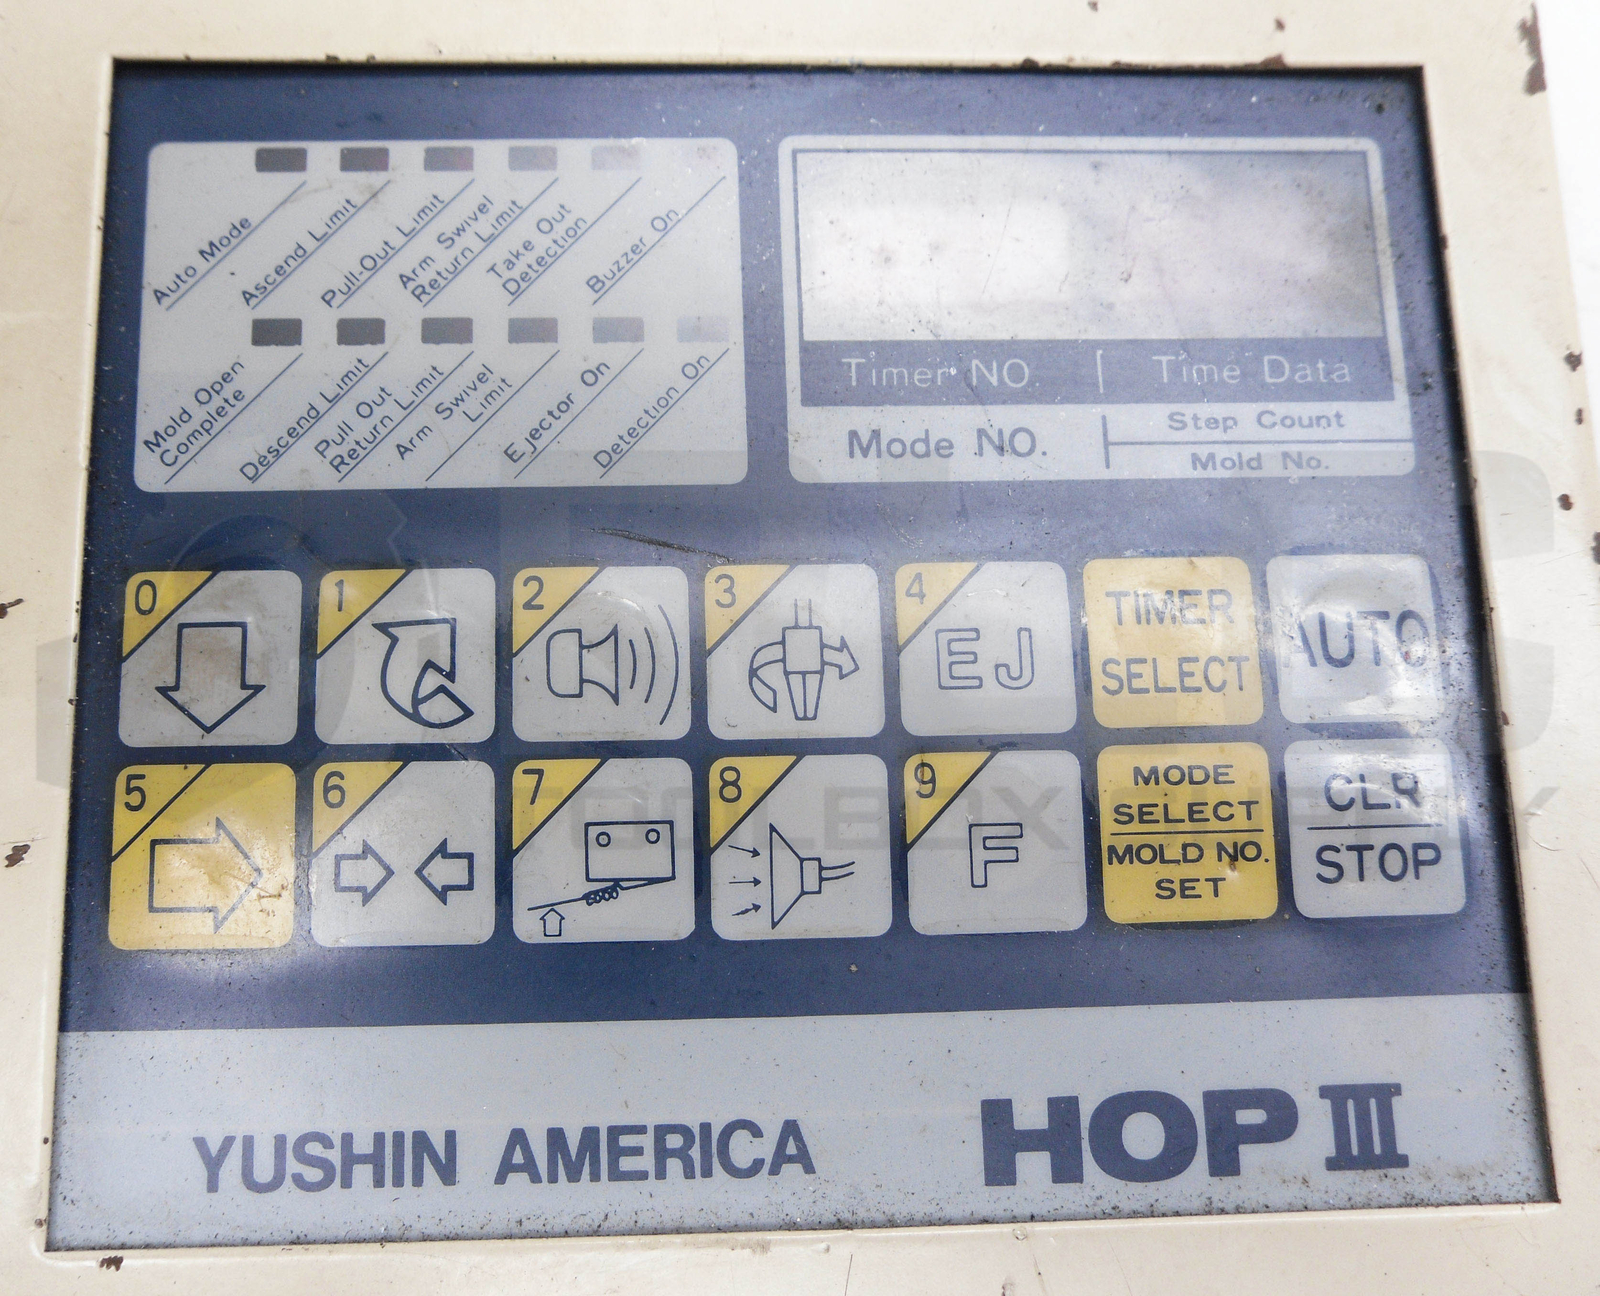 Auto Mode
Ascend Limit
Pull-Out Limit
Arm Swivel
Return Limit
Take Out
Detection
Buzzer On
Mold Open
Complete
Descend Limit
Pull Out
Return Limit
Arm Swivel
Limit
Ejector On
Detection On
Timer NO.
Time Data
Mode NO.
Step Count
Mold No.
0
1
2
3
4
EJ
TIMER
SELECT
AUTO
5
6
7
8
9
F
MODE
SELECT
MOLD NO.
SET
CLR
STOP
TOOLBOX SUPPLY
YUSHIN AMERICA
HOP III